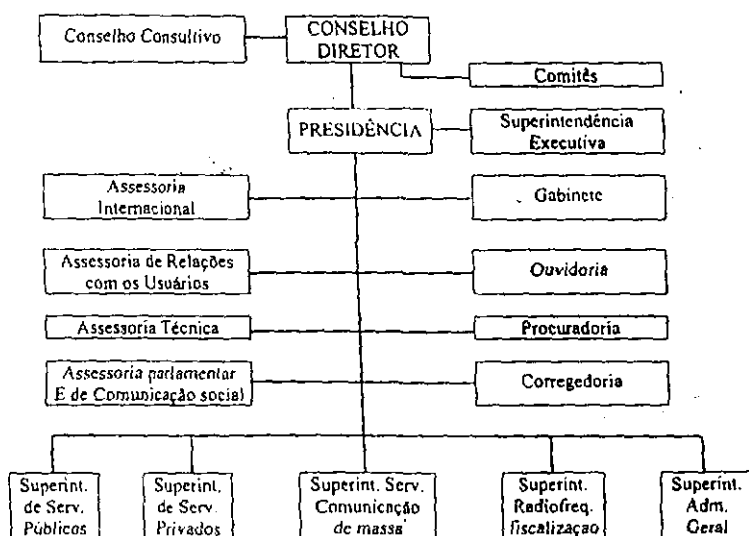 Conselho Consultivo
CONSELHO
DIRETOR
Comitês
PRESIDÊNCIA
Superintendência
Executiva
Assessoria
Internacional
Gabinete
Assessoria de Relações
com os Usuários
Ouvidoria
Assessoria Técnica
Procuradoria
Assessoria parlamentar
E de Comunicação social
Corregedoria
Superint.
de Serv.
Públicos
Superint.
de Serv.
Privados
Superint. Serv.
Comunicação
de massa
Superint.
Radiofreq.
fiscalização
Superint.
Adm.
Geral